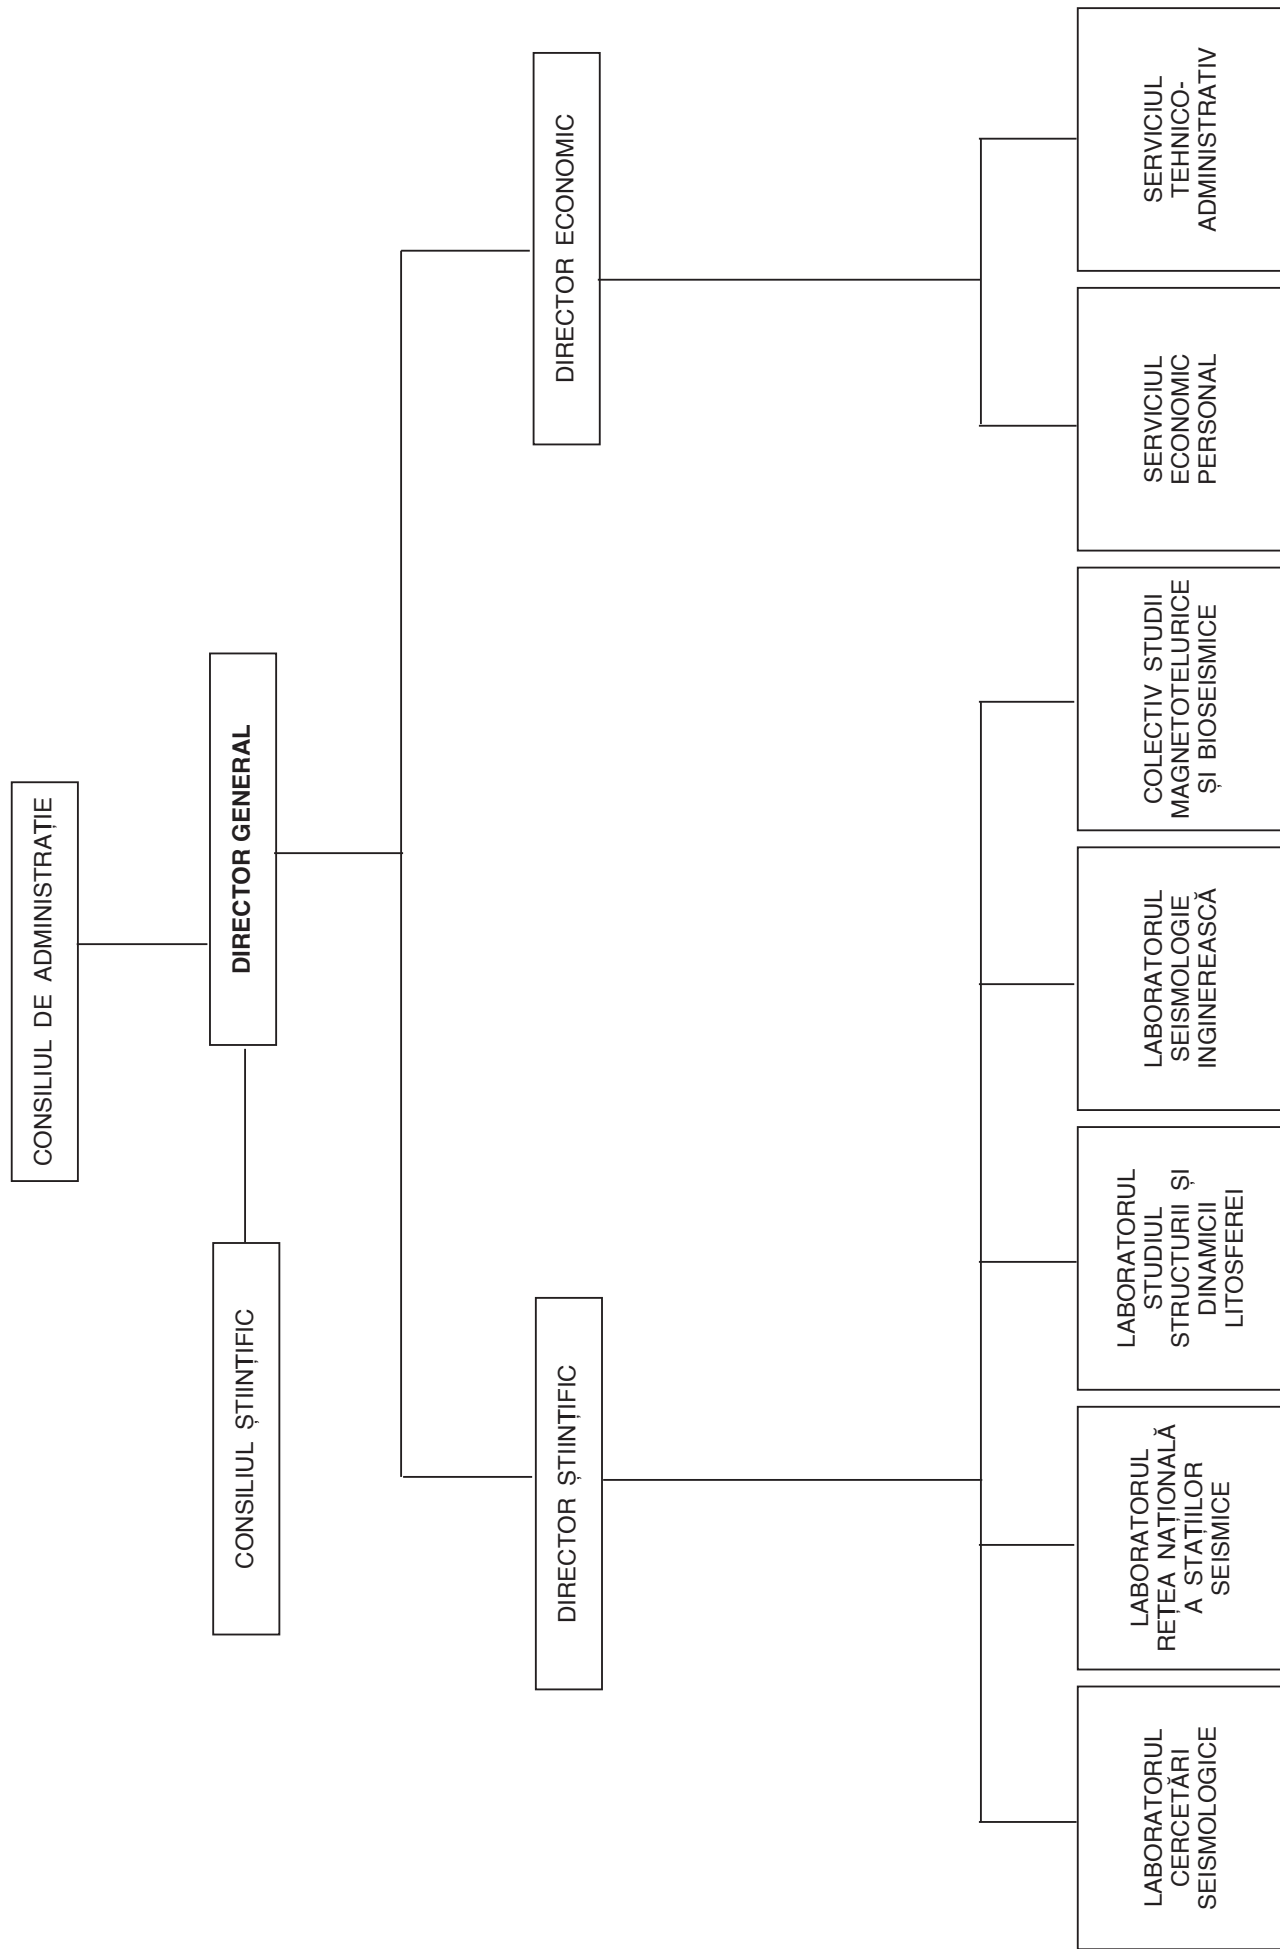 CONSILIUL DE ADMINISTRAȚIE
CONSILIUL ȘTIINȚIFIC
DIRECTOR GENERAL
DIRECTOR ȘTIINȚIFIC
DIRECTOR ECONOMIC
LABORATORUL
CERCETĂRI
SEISMOLOGICE
LABORATORUL
REȚEA NAȚIONALĂ
A STAȚIILOR
SEISMICE
LABORATORUL
STUDIUL
STRUCTURII ȘI
DINAMICII
LITOSFEREI
LABORATORUL
SEISMOLOGIE
INGINEREASCĂ
COLECTIV STUDII
MAGNETOTELURICE
ȘI BIOSEISMICE
SERVICIUL
ECONOMIC
PERSONAL
SERVICIUL
TEHNICO-
ADMINISTRATIV